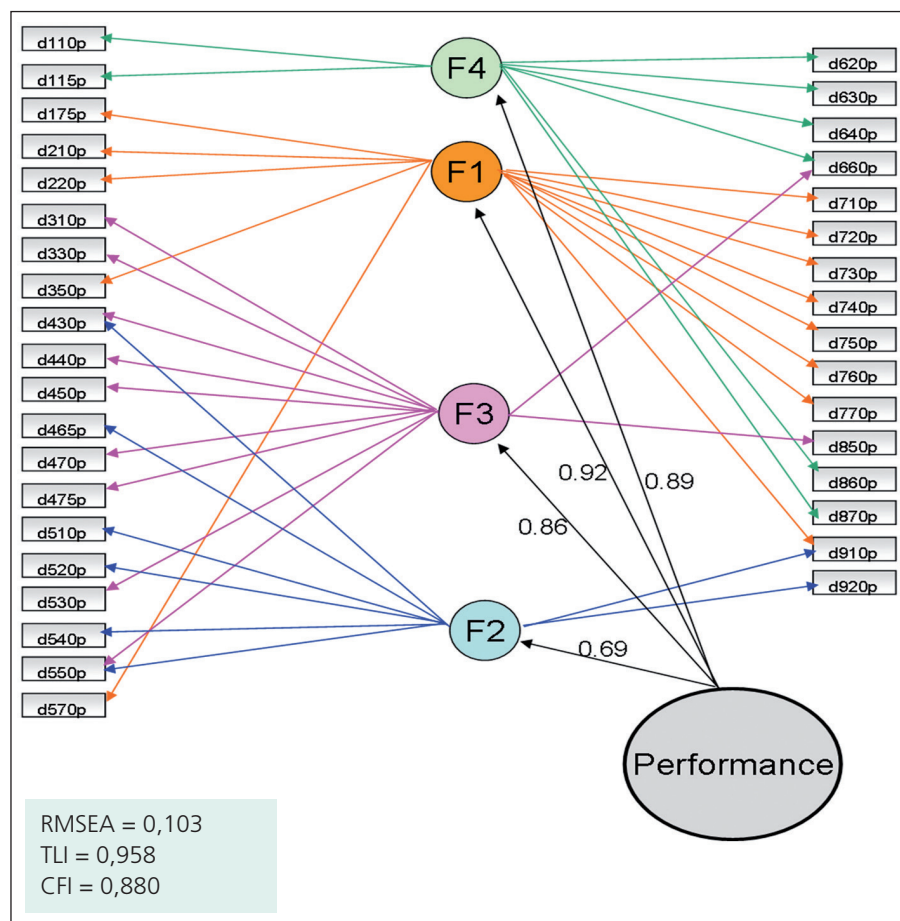 d110p
d115p
d175p
d210p
d220p
d310p
d330p
d350p
d430p
d440p
d450p
d465p
d470p
d475p
d510p
d520p
d530p
d540p
d550p
d570p
F4
F1
F3
F2
0.92
0.89
0.86
0.69
Performance
d620p
d630p
d640p
d660p
d710p
d720p
d730p
d740p
d750p
d760p
d770p
d850p
d860p
d870p
d910p
d920p
RMSEA = 0,103
TLI = 0,958
CFI = 0,880